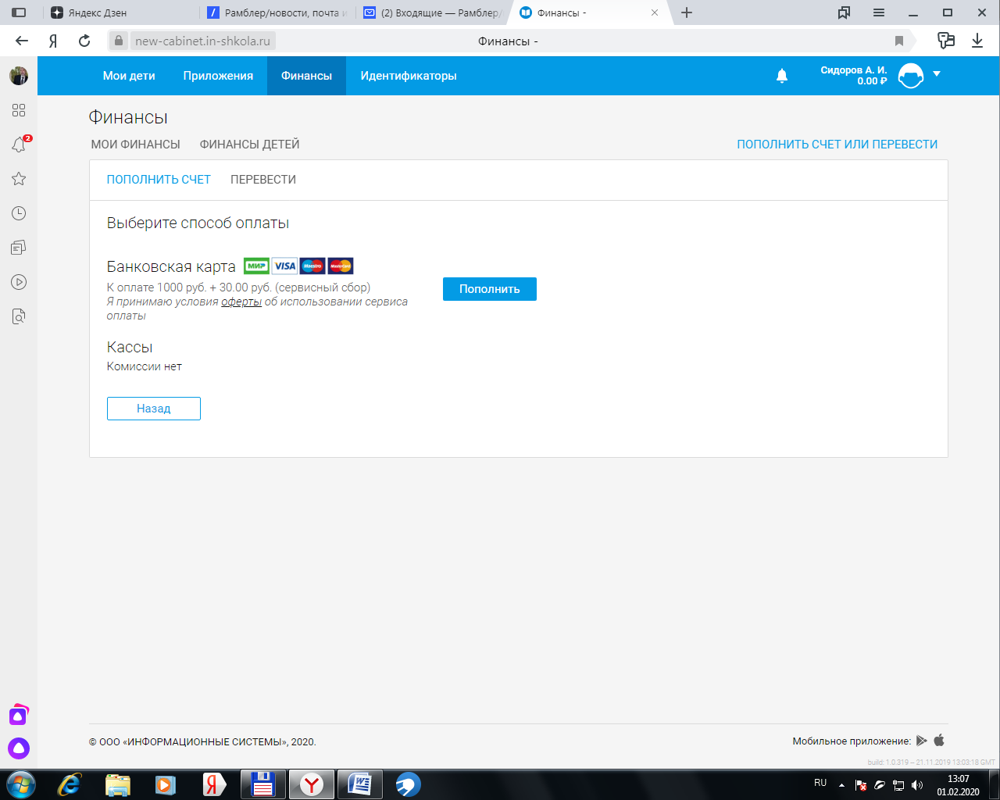 Яндекс Дзен
Рамблер/новости, почта и
(2) Входящие — Рамблер/
Финансы -
Я
new-cabinet.in-shkola.ru
Финансы -
Мои дети
Приложения
Финансы
Идентификаторы
Сидоров А. И.
0.00 ₽
2
Финансы
МОИ ФИНАНСЫ
ФИНАНСЫ ДЕТЕЙ
ПОПОЛНИТЬ СЧЕТ ИЛИ ПЕРЕВЕСТИ
ПОПОЛНИТЬ СЧЕТ
ПЕРЕВЕСТИ
Выберите способ оплаты
Банковская карта
МИР
VISA
Maestro
MasterCard
К оплате 1000 руб. + 30.00 руб. (сервисный сбор)
Я принимаю условия оферты об использовании сервиса
оплаты
Пополнить
Кассы
Комиссии нет
Назад
© ООО «ИНФОРМАЦИОННЫЕ СИСТЕМЫ», 2020.
Мобильное приложение:
build: 1.0.319 – 21.11.2019 13:03:18 GMT
RU
13:07
01.02.2020